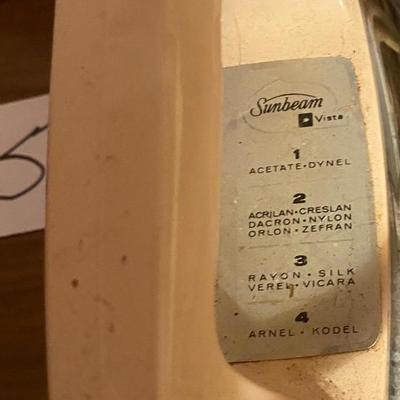 Sunbeam
Vista
1
ACETATE·DYNEL
2
ACRILAN·CRESLAN
DACRON·NYLON
ORLON·ZEFRAN
3
RAYON·SILK
VEREL·VICARA
4
ARNEL·KODEL